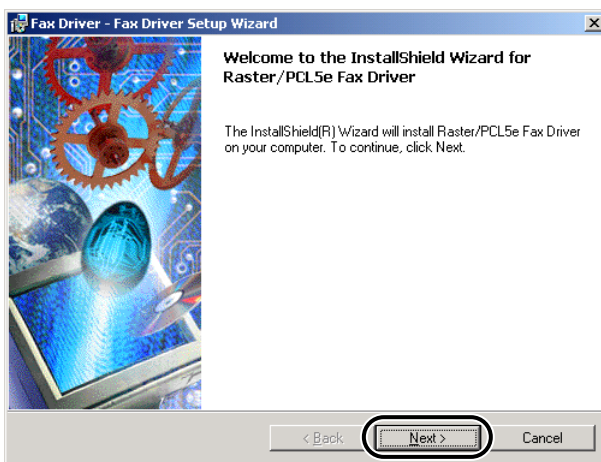 Fax Driver - Fax Driver Setup Wizard
Welcome to the InstallShield Wizard for
Raster/PCL5e Fax Driver
The InstallShield(R) Wizard will install Raster/PCL5e Fax Driver
on your computer. To continue, click Next.
< Back
Next >
Cancel